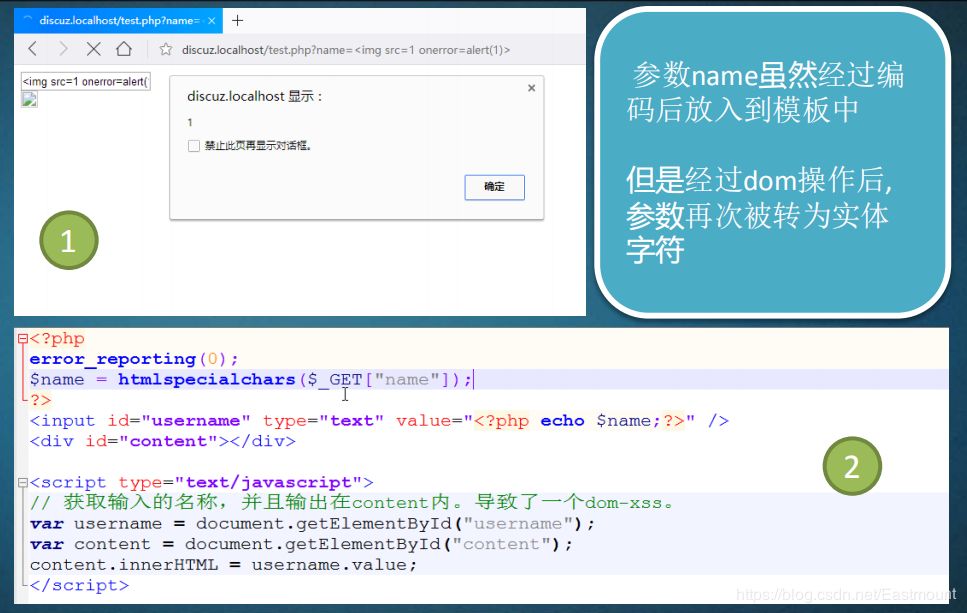 discuz.localhost/test.php?name=
discuz.localhost/test.php?name=<img src=1 onerror=alert(1)>
<img src=1 onerror=alert(
discuz.localhost 显示：
1
禁止此页再显示对话框。
确定
1
参数name虽然经过编
码后放入到模板中
但是经过dom操作后,
参数再次被转为实体
字符
<?php
error_reporting(0);
$name = htmlspecialchars($_GET["name"]);
?>
<input id="username" type="text" value="<?php echo $name;?>" />
<div id="content"></div>
2
<script type="text/javascript">
// 获取输入的名称，并且输出在content内。导致了一个dom-xss。
var username = document.getElementById("username");
var content = document.getElementById("content");
content.innerHTML = username.value;
</script>
https://blog.csdn.net/Eastmount